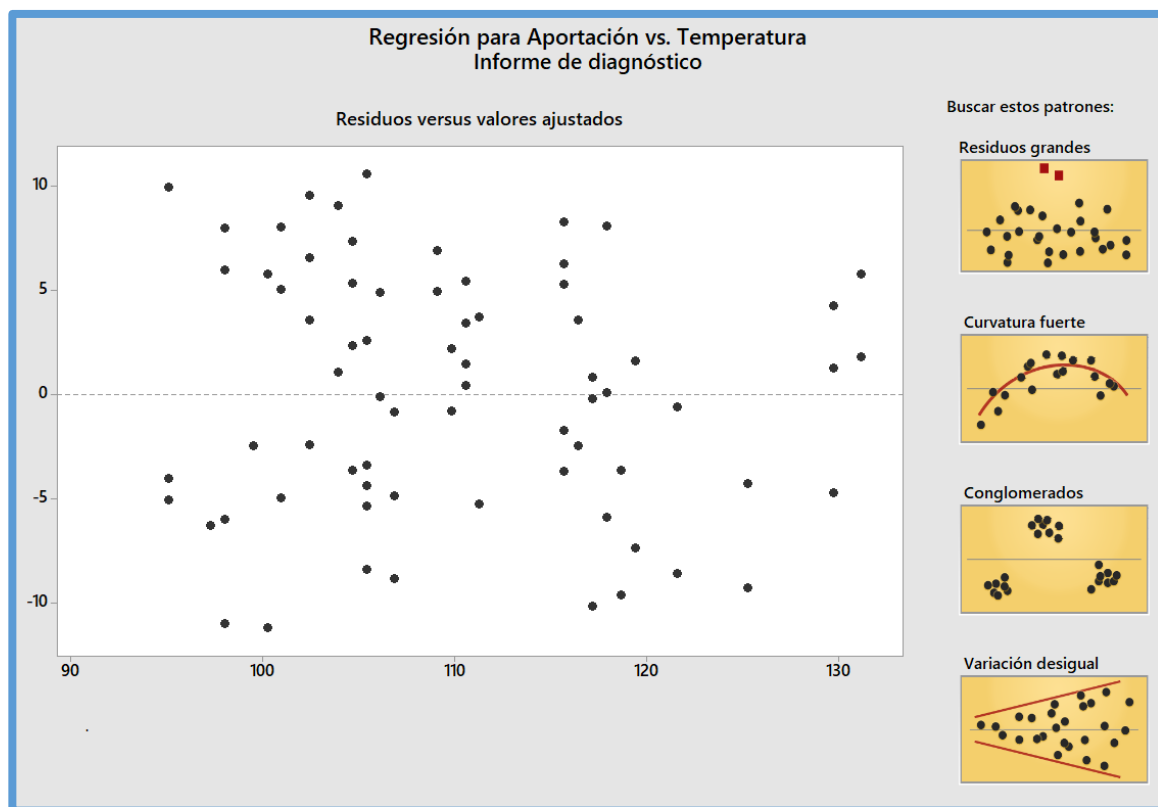 Regresión para Aportación vs. Temperatura
Informe de diagnóstico
Residuos versus valores ajustados
10
5
0
-5
-10
90
100
110
120
130
Buscar estos patrones:
Residuos grandes
Curvatura fuerte
Conglomerados
Variación desigual